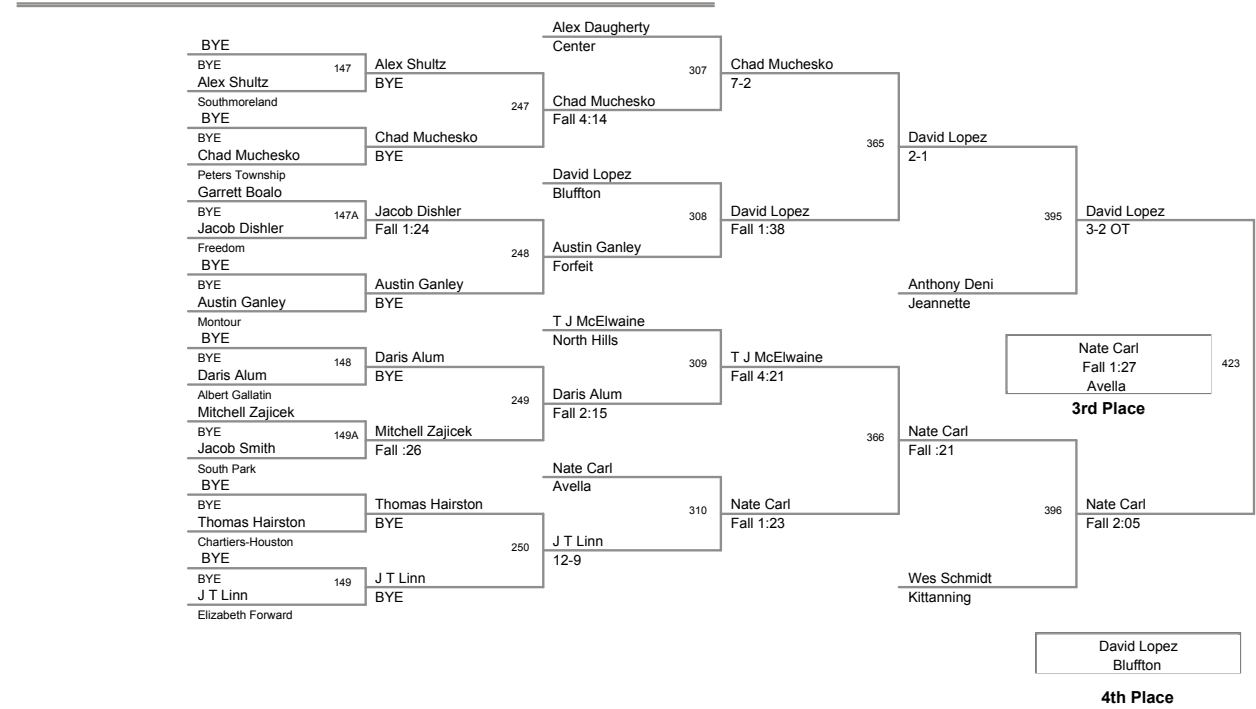 BYE
BYE
147
Alex Shultz
Southmoreland
BYE
BYE
Chad Muchesko
Peters Township
Garrett Boalo
BYE
147A
Jacob Dishler
Freedom
BYE
BYE
Austin Ganley
Montour
BYE
BYE
148
Daris Alum
Albert Gallatin
Mitchell Zajicek
BYE
149A
Jacob Smith
South Park
BYE
BYE
Thomas Hairston
Chartiers-Houston
BYE
BYE
149
J T Linn
Elizabeth Forward
Alex Shultz
BYE
247
Chad Muchesko
BYE
Jacob Dishler
Fall 1:24
248
Austin Ganley
BYE
Daris Alum
BYE
249
Mitchell Zajicek
Fall :26
Thomas Hairston
BYE
250
J T Linn
BYE
Alex Daugherty
Center
307
Chad Muchesko
Fall 4:14
David Lopez
Bluffton
308
Austin Ganley
Forfeit
T J McElwaine
North Hills
309
Daris Alum
Fall 2:15
Nate Carl
Avella
310
J T Linn
12-9
Chad Muchesko
7-2
365
David Lopez
Fall 1:38
T J McElwaine
Fall 4:21
366
Nate Carl
Fall 1:23
David Lopez
2-1
395
Anthony Deni
Jeannette
Nate Carl
Fall :21
396
Wes Schmidt
Kittanning
David Lopez
3-2 OT
Nate Carl
Fall 1:27
Avella
423
3rd Place
Nate Carl
Fall 2:05
David Lopez
Bluffton
4th Place